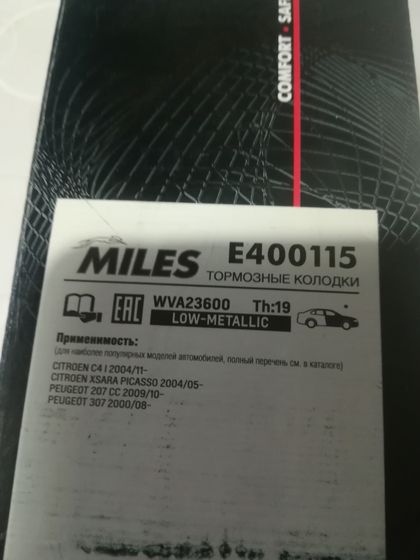 COMFORT • SAF
MILES
E400115
ТОРМОЗНЫЕ КОЛОДКИ
EAC
WVA23600 Th:19
LOW-METALLIC
Применимость:
(для наиболее популярных моделей автомобилей, полный перечень см. в каталоге)
CITROEN C4 I 2004/11-
CITROEN XSARA PICASSO 2004/05-
PEUGEOT 207 CC 2009/10-
PEUGEOT 307 2000/08-